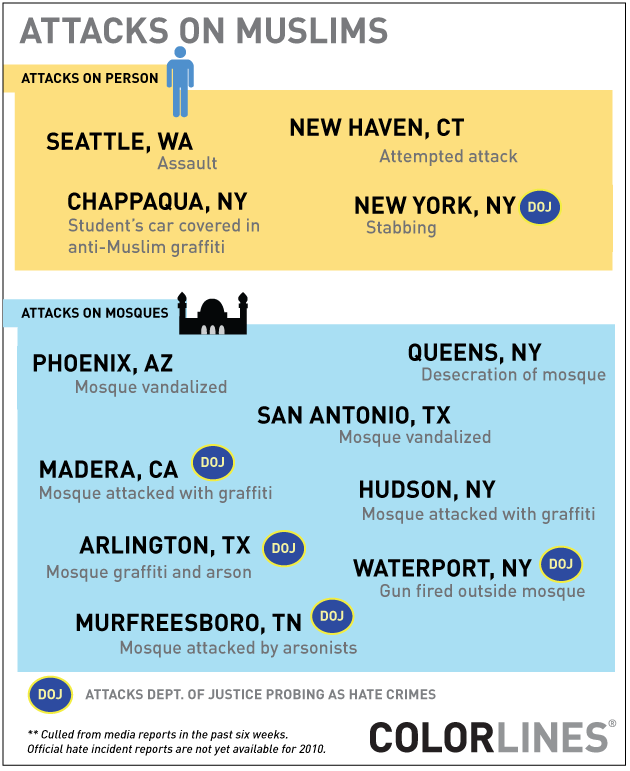 ATTACKS ON MUSLIMS
ATTACKS ON PERSON
SEATTLE, WA
Assault
NEW HAVEN, CT
Attempted attack
CHAPPAQUA, NY
Student's car covered in
anti-Muslim graffiti
NEW YORK, NY DOJ
Stabbing
ATTACKS ON MOSQUES
PHOENIX, AZ
Mosque vandalized
QUEENS, NY
Desecration of mosque
SAN ANTONIO, TX
Mosque vandalized
MADERA, CA DOJ
Mosque attacked with graffiti
HUDSON, NY
Mosque attacked with graffiti
ARLINGTON, TX DOJ
Mosque graffiti and arson
WATERPORT, NY DOJ
Gun fired outside mosque
MURFREESBORO, TN DOJ
Mosque attacked by arsonists
DOJ ATTACKS DEPT. OF JUSTICE PROBING AS HATE CRIMES
** Culled from media reports in the past six weeks.
Official hate incident reports are not yet available for 2010.
COLORLINES®